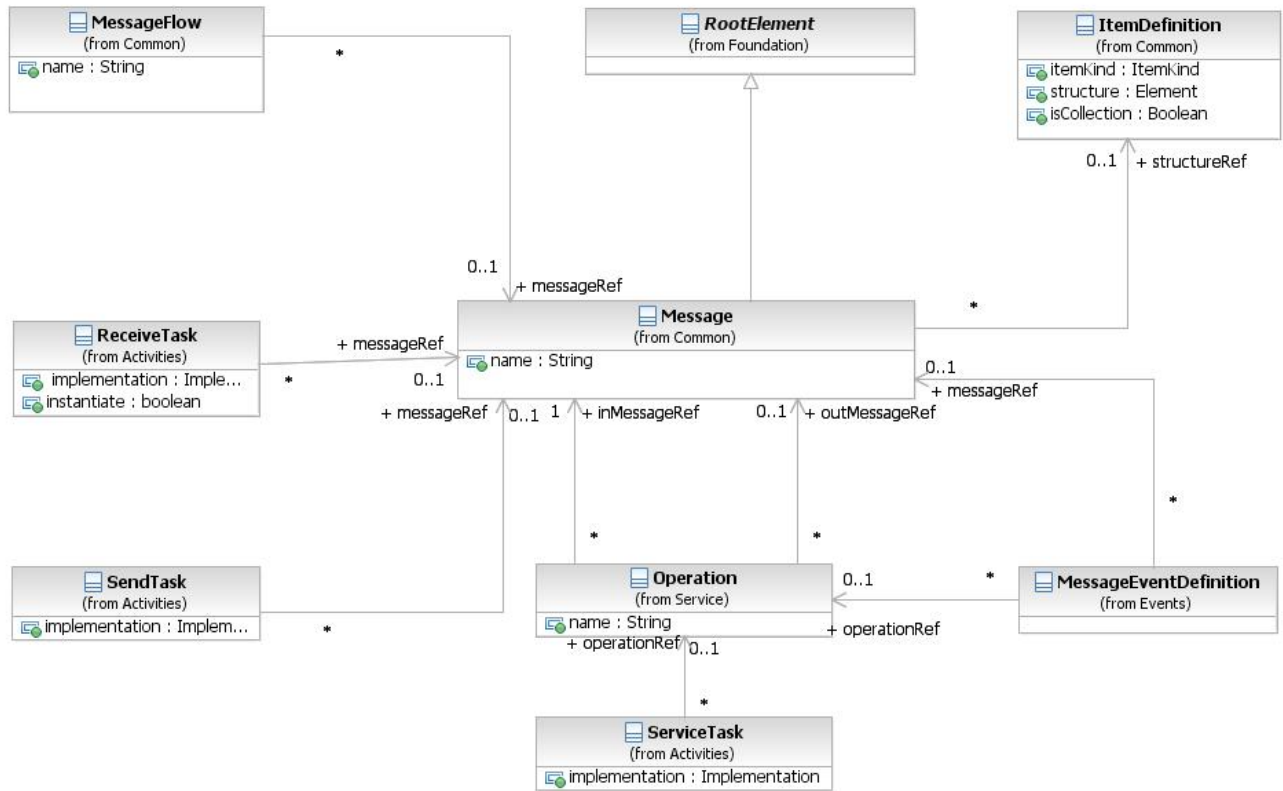 MessageFlow
(from Common)
name : String
*
RootElement
(from Foundation)
ItemDefinition
(from Common)
itemKind : ItemKind
structure : Element
isCollection : Boolean
0..1 + structureRef
0..1
+ messageRef
*
Message
(from Common)
name : String
ReceiveTask
(from Activities)
implementation : Imple...
instantiate : boolean
+ messageRef
*
0..1
0..1
+ messageRef
+ messageRef 0..1
1 + inMessageRef
0..1 + outMessageRef
*
*
*
SendTask
(from Activities)
implementation : Implem...
*
Operation
(from Service)
name : String
0..1
*
+ operationRef
MessageEventDefinition
(from Events)
+ operationRef 0..1
*
ServiceTask
(from Activities)
implementation : Implementation